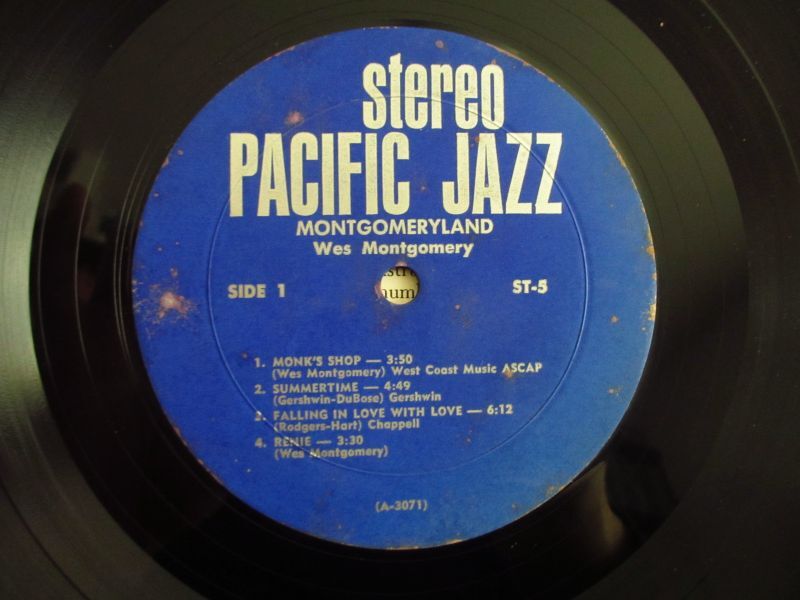 stereo
PACIFIC JAZZ
MONTGOMERYLAND
Wes Montgomery
SIDE 1
ST-5
1. MONK'S SHOP — 3:50
(Wes Montgomery) West Coast Music ASCAP
2. SUMMERTIME — 4:49
(Gershwin-DuBose) Gershwin
3. FALLING IN LOVE WITH LOVE — 6:12
(Rodgers-Hart) Chappell
4. RENIE — 3:30
(Wes Montgomery)
(A-3071)